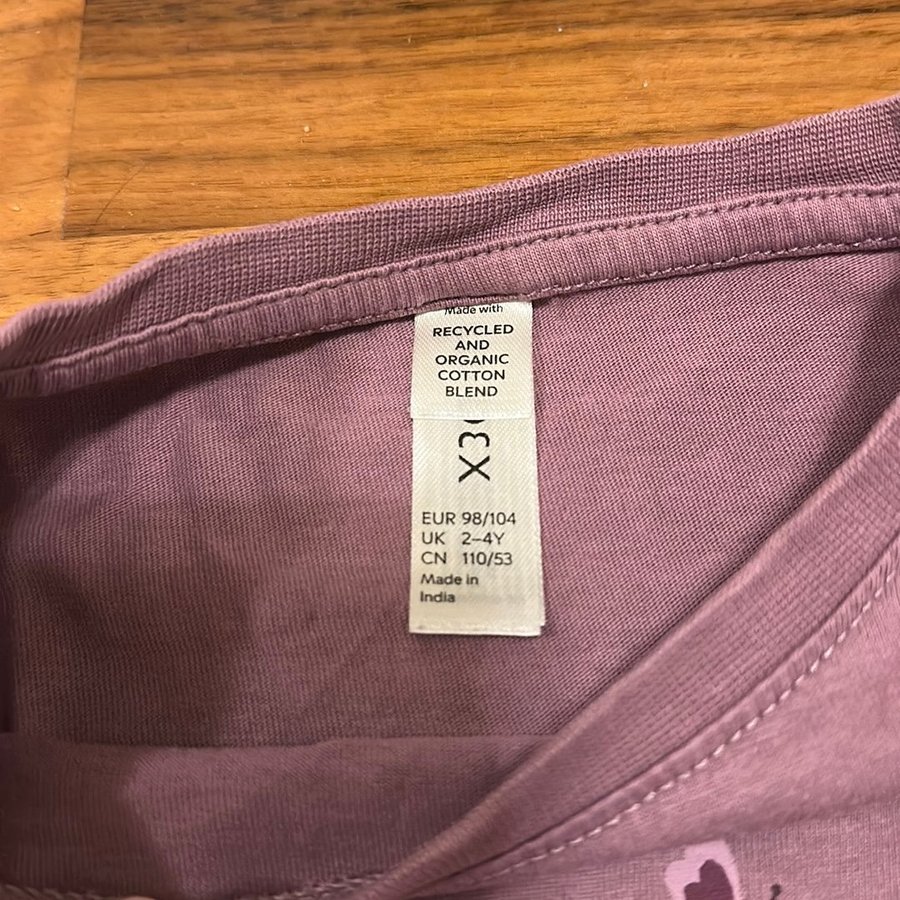 Made with
RECYCLED
AND
ORGANIC
COTTON
BLEND
EUR 98/104
UK 2–4Y
CN 110/53
Made in
India